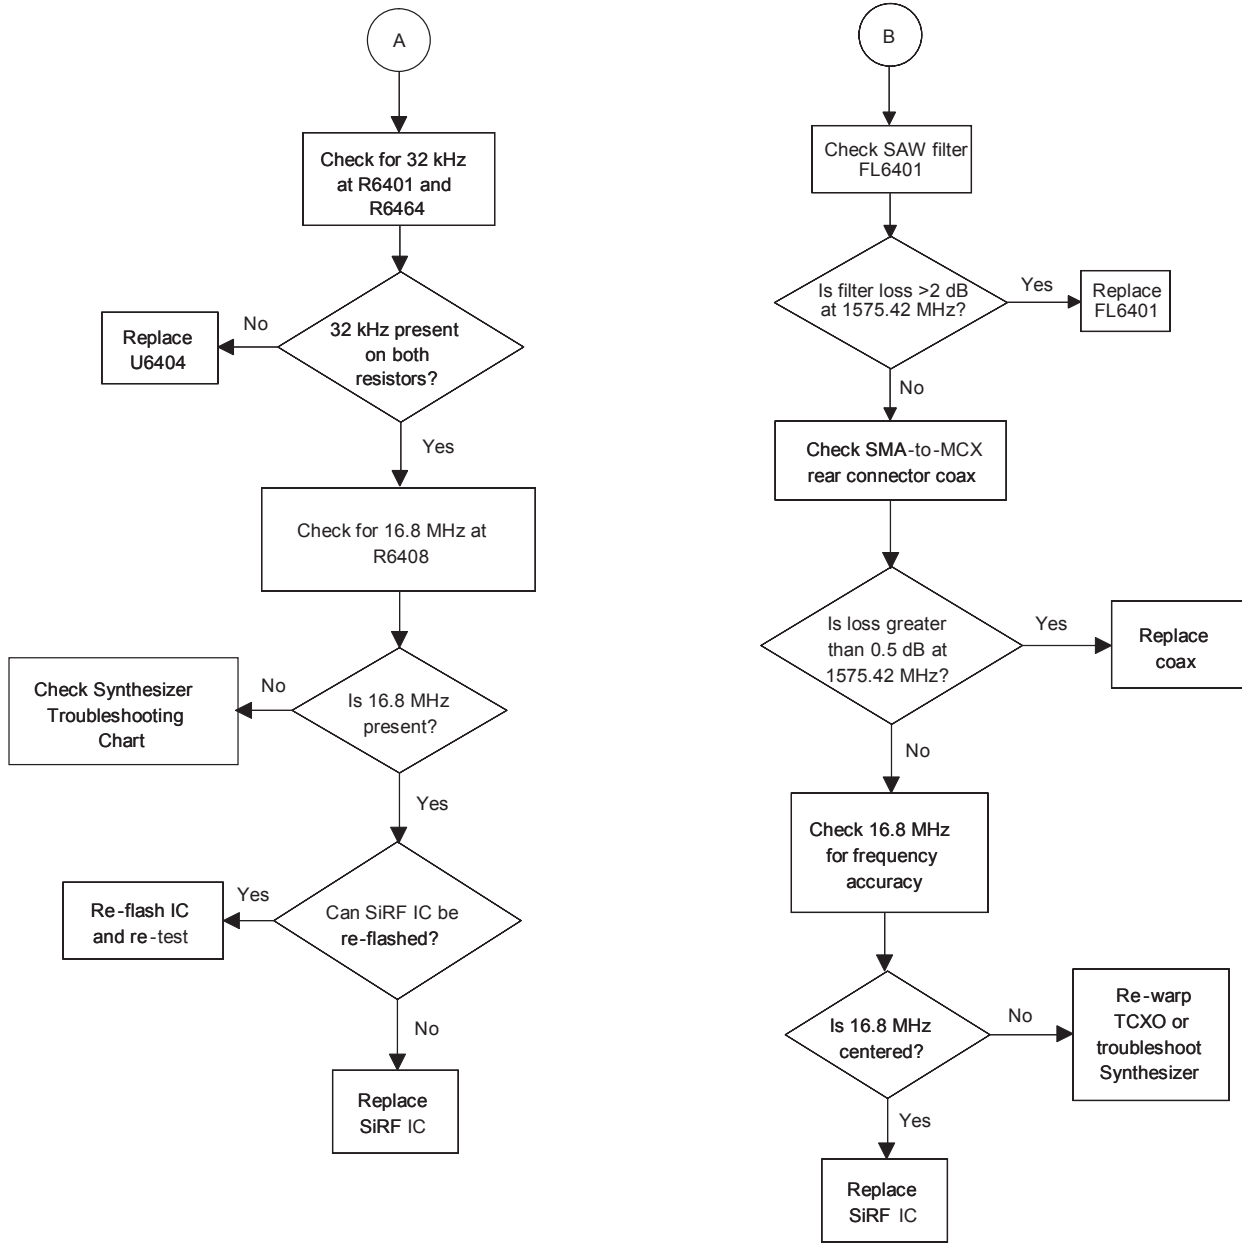 A
Check for 32 kHz
at R6401 and
R6464
32 kHz present
on both
resistors?
No
Replace
U6404
Yes
Check for 16.8 MHz at
R6408
Is 16.8 MHz
present?
No
Check Synthesizer
Troubleshooting
Chart
Yes
Can SiRF IC be
re-flashed?
Yes
Re-flash IC
and re-test
No
Replace
SiRF IC
B
Check SAW filter
FL6401
Is filter loss >2 dB
at 1575.42 MHz?
Yes
Replace
FL6401
No
Check SMA-to-MCX
rear connector coax
Is loss greater
than 0.5 dB at
1575.42 MHz?
Yes
Replace
coax
No
Check 16.8 MHz
for frequency
accuracy
Is 16.8 MHz
centered?
No
Re-warp
TCXO or
troubleshoot
Synthesizer
Yes
Replace
SiRF IC